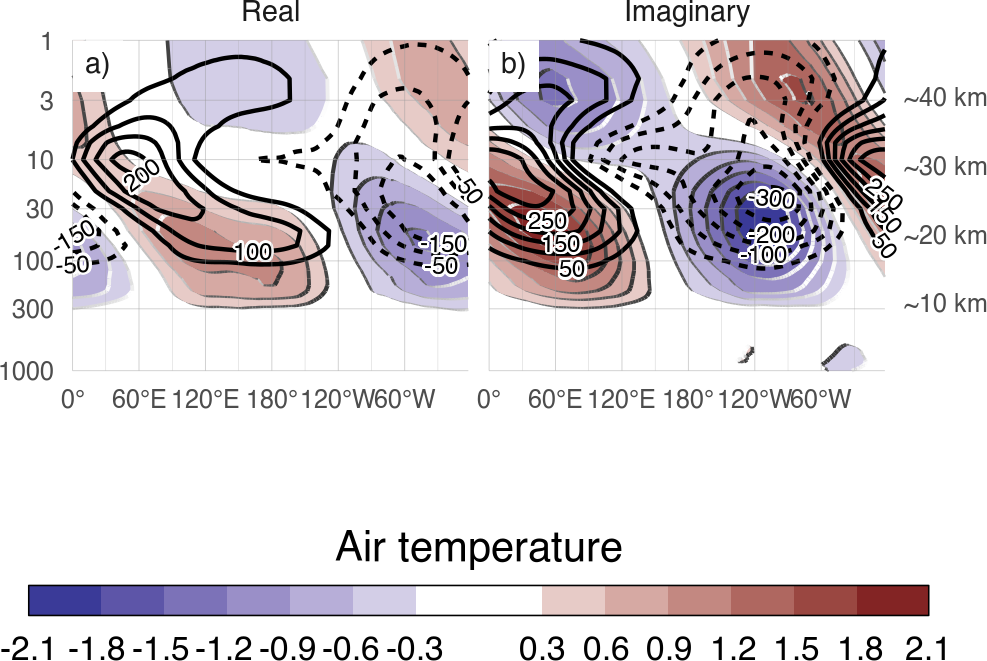 Real Imaginary
1 a) b)
3 ~40 km
10 ~30 km
200 -50 -300 250
30 250 150
-150 -200 50
100 -150 150 ~20 km
100 -50 -50 50 -100
300 ~10 km
1000
0° 60°E 120°E 180° 120°W 60°W 0° 60°E 120°E 180° 120°W 60°W
Air temperature
-2.1 -1.8 -1.5 -1.2 -0.9 -0.6 -0.3 0.3 0.6 0.9 1.2 1.5 1.8 2.1